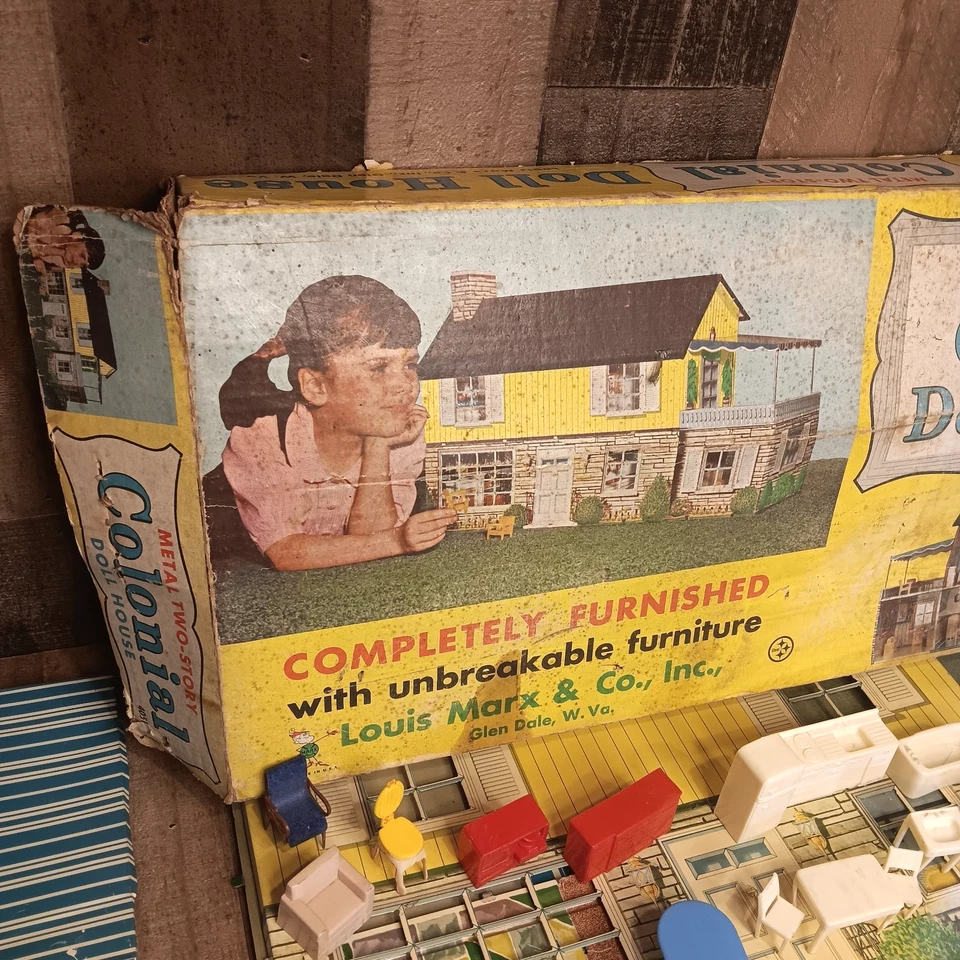 Doll House
Colonial
METAL TWO-STORY
Colonial
DOLL HOUSE
COMPLETELY FURNISHED
with unbreakable furniture
Louis Marx & Co., Inc.,
Glen Dale, W. Va.